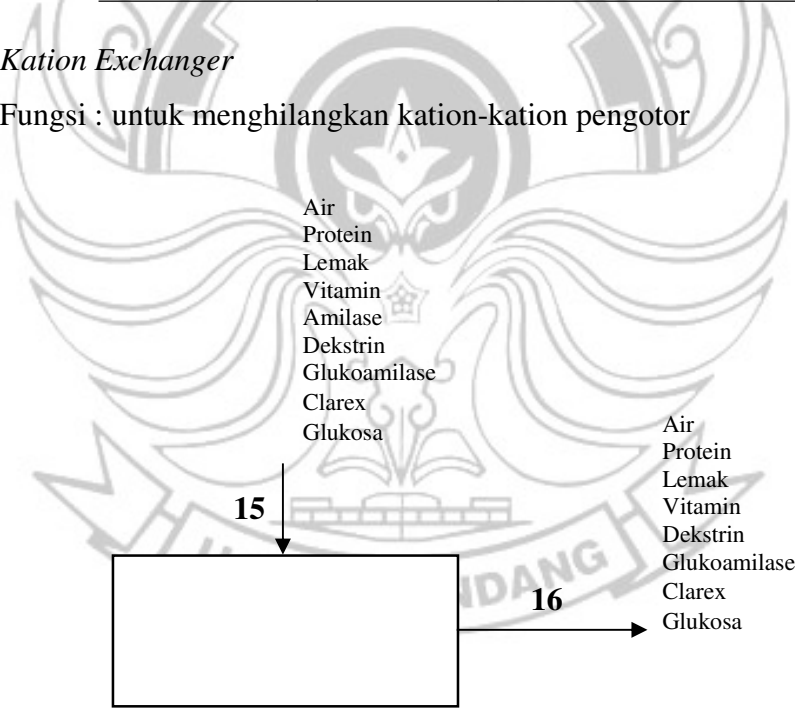 Kation Exchanger
Fungsi : untuk menghilangkan kation-kation pengotor
Air
Protein
Lemak
Vitamin
Amilase
Dekstrin
Glukoamilase
Clarex
Glukosa
15
Air
Protein
Lemak
Vitamin
Dekstrin
Glukoamilase
Clarex
Glukosa
16